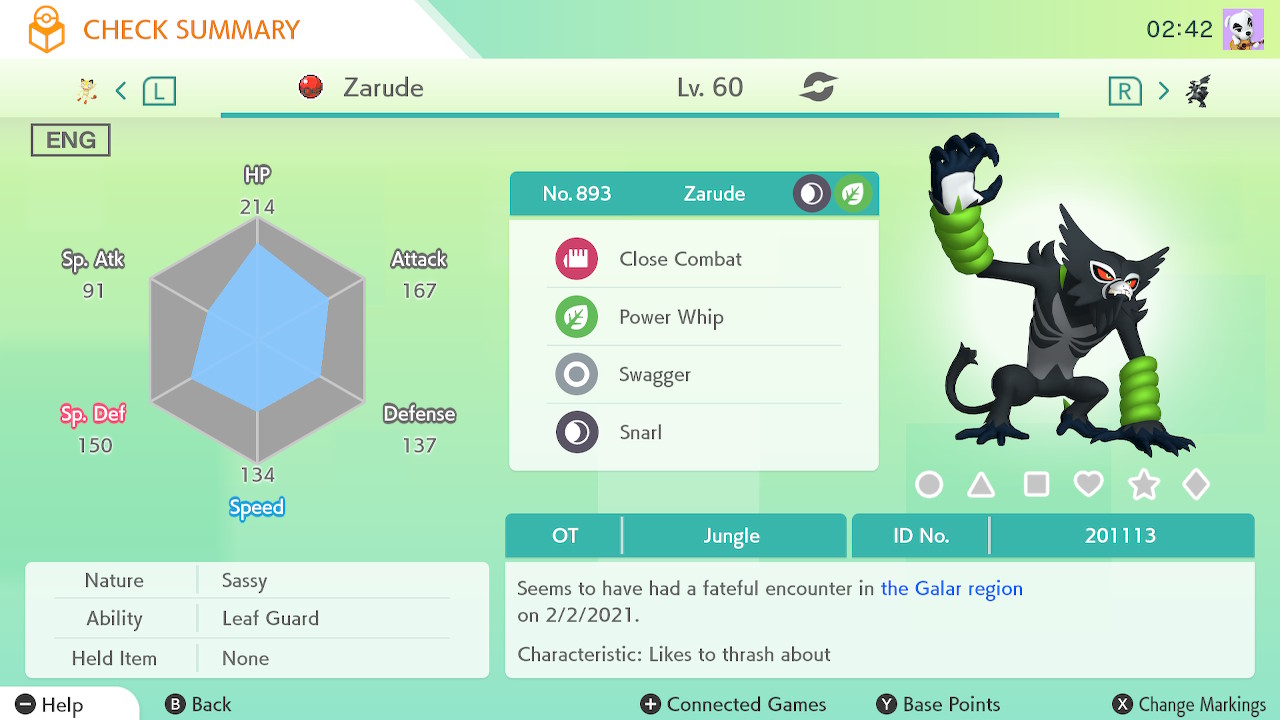 CHECK SUMMARY
02:42
L
Zarude
Lv. 60
R
ENG
HP
214
Sp. Atk
91
Attack
167
Sp. Def
150
Defense
137
134
Speed
No. 893 Zarude
Close Combat
Power Whip
Swagger
Snarl
OT Jungle
ID No. 201113
Seems to have had a fateful encounter in the Galar region
on 2/2/2021.
Characteristic: Likes to thrash about
Nature Sassy
Ability Leaf Guard
Held Item None
Help
B Back
Connected Games
Y Base Points
X Change Markings